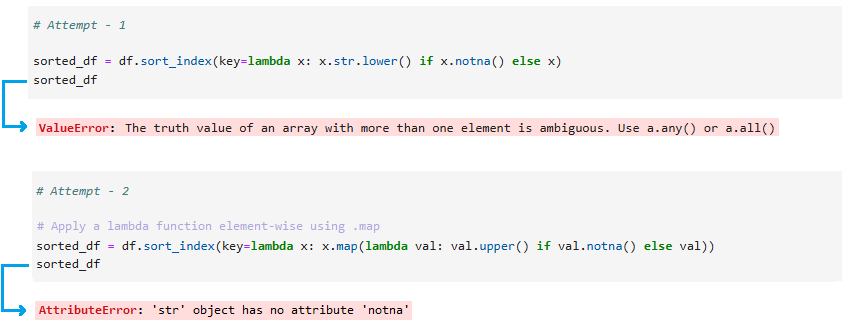 # Attempt - 1
sorted_df = df.sort_index(key=lambda x: x.str.lower() if x.notna() else x)
sorted_df
ValueError: The truth value of an array with more than one element is ambiguous. Use a.any() or a.all()
# Attempt - 2
# Apply a lambda function element-wise using .map
sorted_df = df.sort_index(key=lambda x: x.map(lambda val: val.upper() if val.notna() else val))
sorted_df
AttributeError: 'str' object has no attribute 'notna'